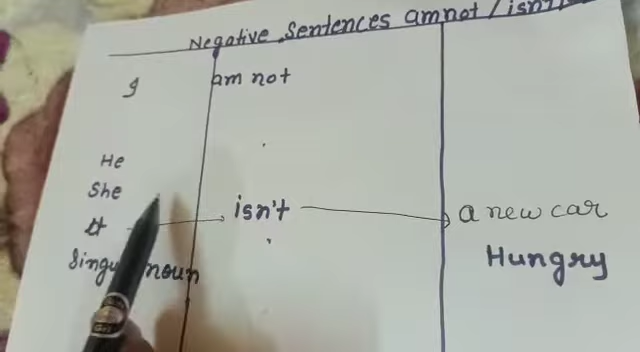 Negative Sentences am not / isn't
I am not
He
She
It isn't a new car
Hungry
noun